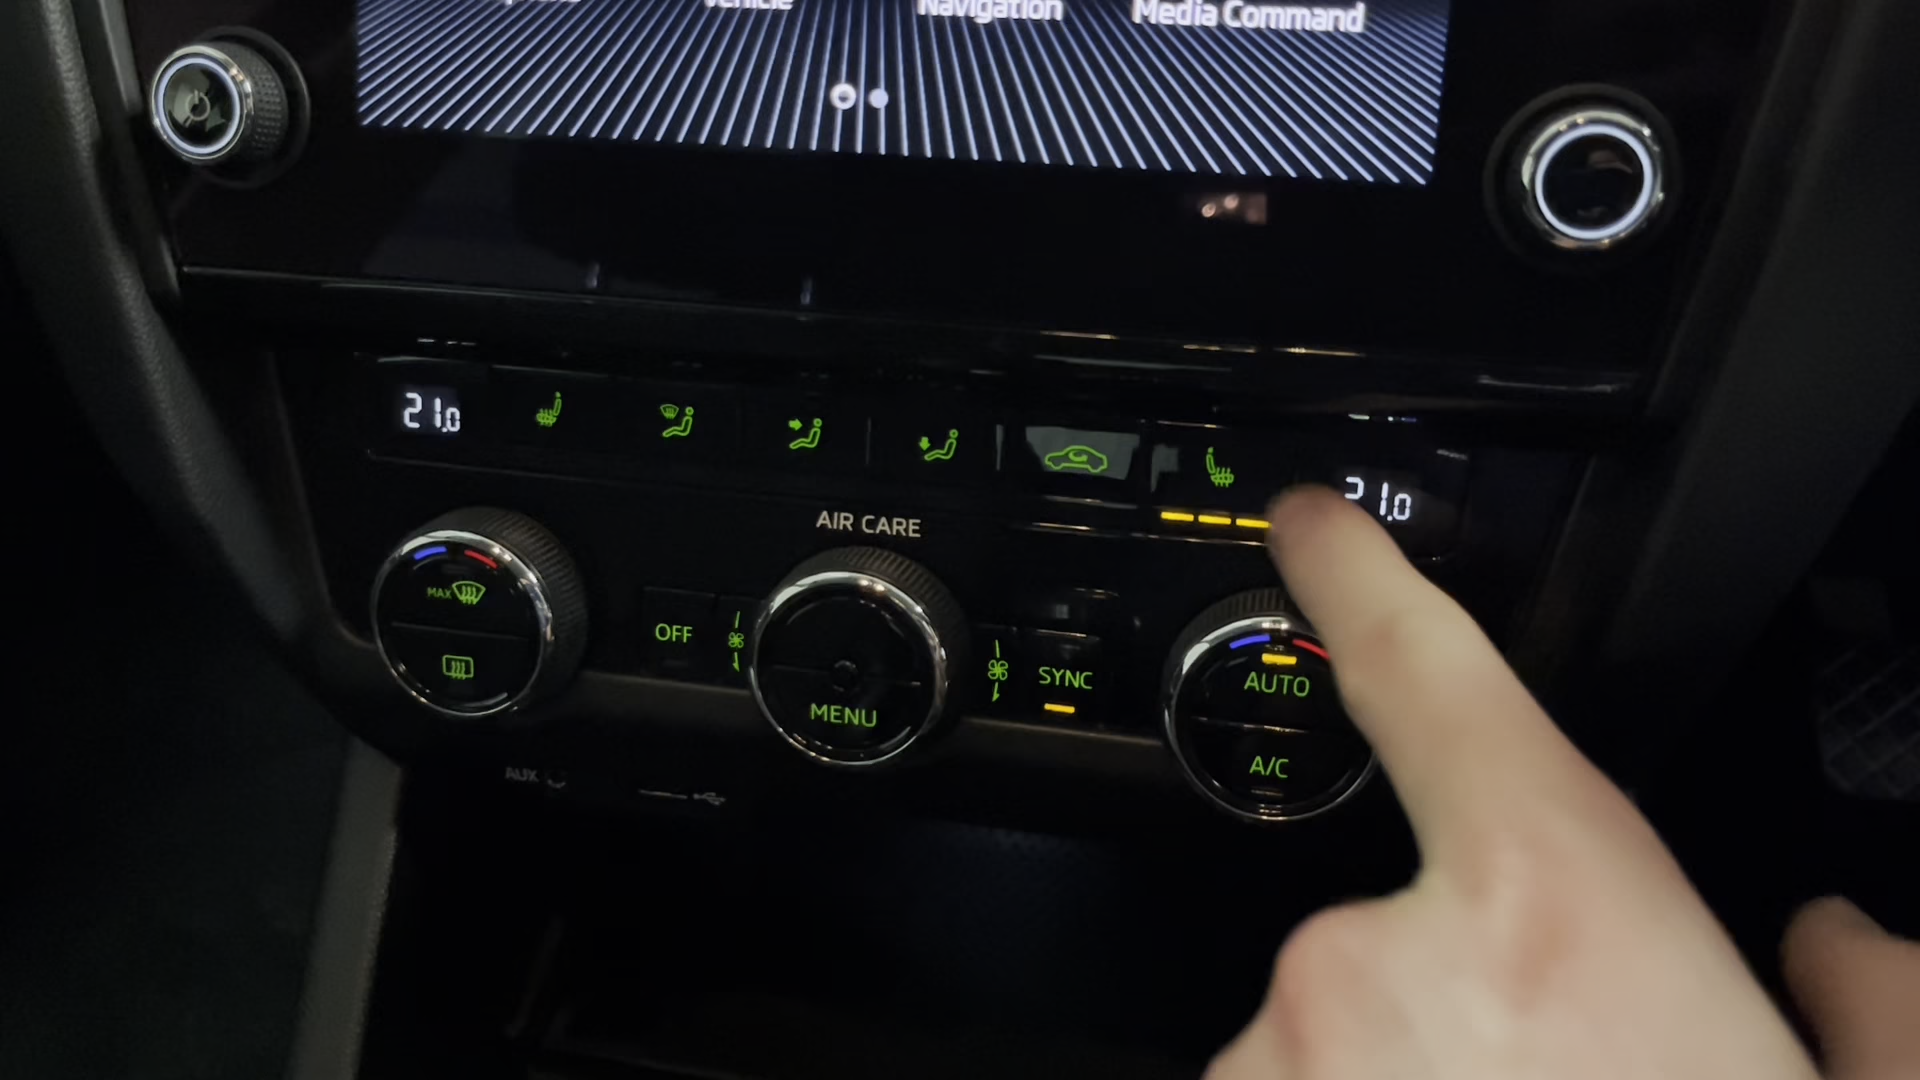 Vehicle Navigation Media Command
21.0
21.0
AIR CARE
MAX
OFF
MENU
SYNC
AUTO
A/C
AUX